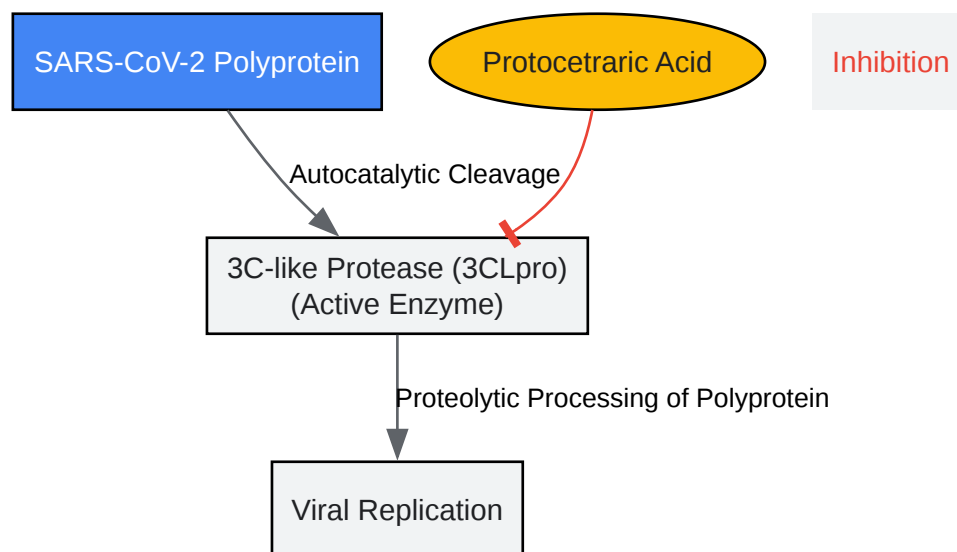 SARS-CoV-2 Polyprotein
Protocetraric Acid
Inhibition
Autocatalytic Cleavage
3C-like Protease (3CLpro)
(Active Enzyme)
Proteolytic Processing of Polyprotein
Viral Replication